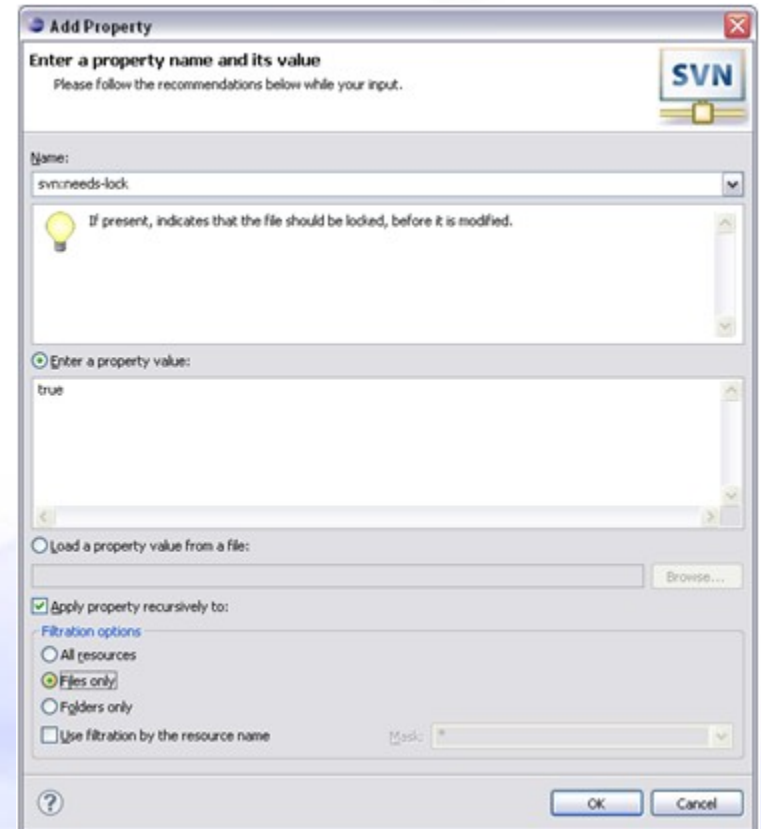 Add Property
Enter a property name and its value
Please follow the recommendations below while your input.
SVN
Name:
svn:needs-lock
If present, indicates that the file should be locked, before it is modified.
Enter a property value:
true
Load a property value from a file:
Browse...
Apply property recursively to:
Filtration options
All resources
Files only
Folders only
Use filtration by the resource name
Mask: *
?
OK
Cancel